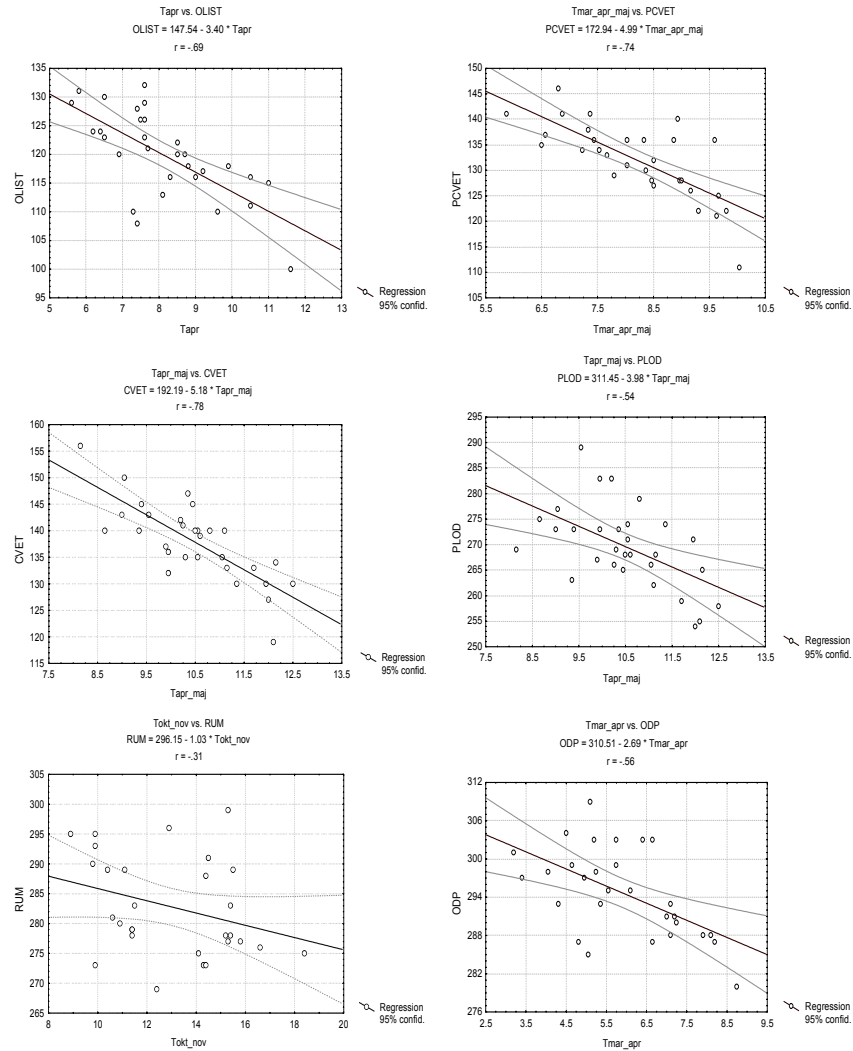 Tapr vs. OLIST
OLIST = 147.54 - 3.40 * Tapr
r = -.69
135
130
125
120
115
110
105
100
95
OLIST
5 6 7 8 9 10 11 12 13
Tapr
Regression
95% confid.
Tmar_apr_maj vs. PCVET
PCVET = 172.94 - 4.99 * Tmar_apr_maj
r = -.74
150
145
140
135
130
125
120
115
110
105
PCVET
5.5 6.5 7.5 8.5 9.5 10.5
Tmar_apr_maj
Regression
95% confid.
Tapr_maj vs. CVET
CVET = 192.19 - 5.18 * Tapr_maj
r = -.78
160
155
150
145
140
135
130
125
120
115
CVET
7.5 8.5 9.5 10.5 11.5 12.5 13.5
Tapr_maj
Regression
95% confid.
Tapr_maj vs. PLOD
PLOD = 311.45 - 3.98 * Tapr_maj
r = -.54
295
290
285
280
275
270
265
260
255
250
PLOD
7.5 8.5 9.5 10.5 11.5 12.5 13.5
Tapr_maj
Regression
95% confid.
Tokt_nov vs. RUM
RUM = 296.15 - 1.03 * Tokt_nov
r = -.31
305
300
295
290
285
280
275
270
265
RUM
8 10 12 14 16 18 20
Tokt_nov
Regression
95% confid.
Tmar_apr vs. ODP
ODP = 310.51 - 2.69 * Tmar_apr
r = -.56
312
306
300
294
288
282
276
ODP
2.5 3.5 4.5 5.5 6.5 7.5 8.5 9.5
Tmar_apr
Regression
95% confid.